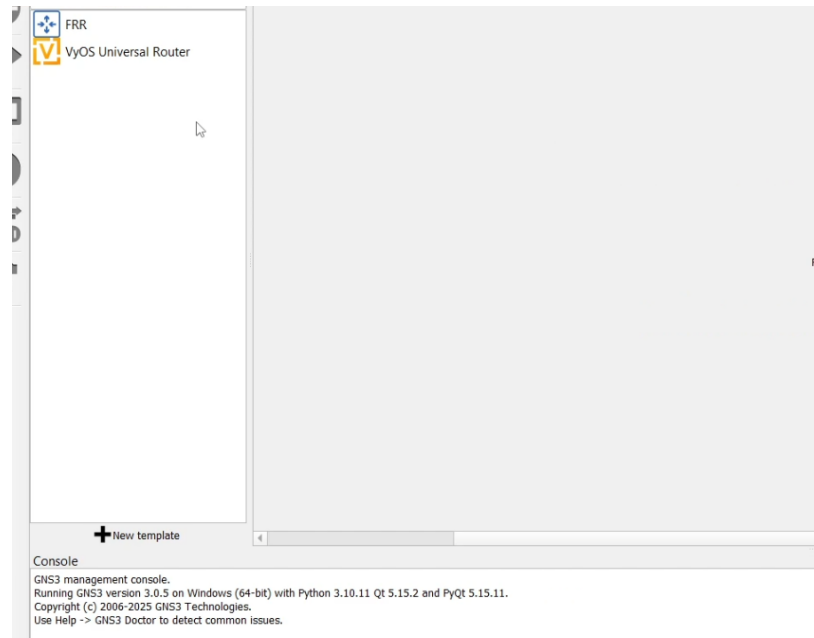 FRR
VyOS Universal Router
New template
Console
GNS3 management console.
Running GNS3 version 3.0.5 on Windows (64-bit) with Python 3.10.11 Qt 5.15.2 and PyQt 5.15.11.
Copyright (c) 2006-2025 GNS3 Technologies.
Use Help -> GNS3 Doctor to detect common issues.